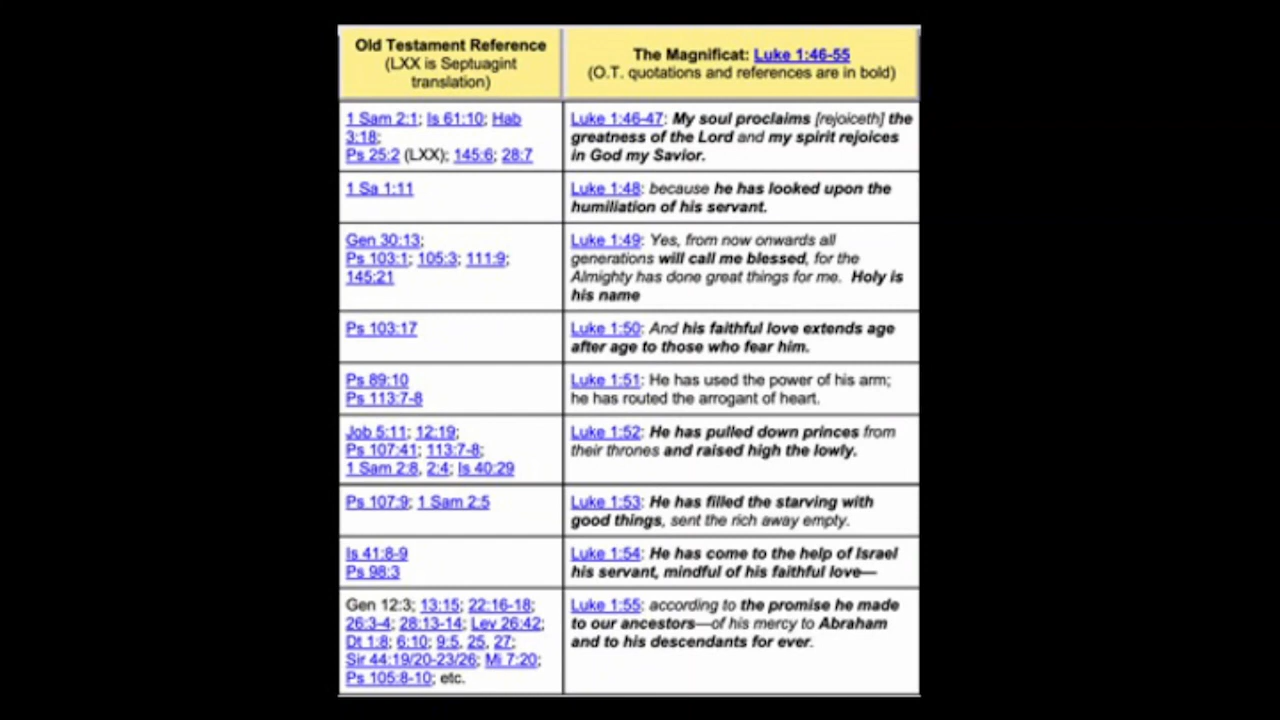 Old Testament Reference
(LXX is Septuagint
translation)
The Magnificat: Luke 1:46-55
(O.T. quotations and references are in bold)
1 Sam 2:1; Is 61:10; Hab
3:18;
Ps 25:2 (LXX); 145:6; 28:7
Luke 1:46-47: My soul proclaims [rejoiceth] the
greatness of the Lord and my spirit rejoices
in God my Savior.
1 Sa 1:11
Luke 1:48: because he has looked upon the
humiliation of his servant.
Gen 30:13;
Ps 103:1; 105:3; 111:9;
145:21
Luke 1:49: Yes, from now onwards all
generations will call me blessed, for the
Almighty has done great things for me. Holy is
his name
Ps 103:17
Luke 1:50: And his faithful love extends age
after age to those who fear him.
Ps 89:10
Ps 113:7-8
Luke 1:51: He has used the power of his arm;
he has routed the arrogant of heart.
Job 5:11; 12:19;
Ps 107:41; 113:7-8;
1 Sam 2:8, 2:4; Is 40:29
Luke 1:52: He has pulled down princes from
their thrones and raised high the lowly.
Ps 107:9; 1 Sam 2:5
Luke 1:53: He has filled the starving with
good things, sent the rich away empty.
Is 41:8-9
Ps 98:3
Luke 1:54: He has come to the help of Israel
his servant, mindful of his faithful love—
Gen 12:3; 13:15; 22:16-18;
26:3-4; 28:13-14; Lev 26:42;
Dt 1:8; 6:10; 9:5, 25, 27;
Sir 44:19/20-23/26; Mi 7:20;
Ps 105:8-10; etc.
Luke 1:55: according to the promise he made
to our ancestors—of his mercy to Abraham
and to his descendants for ever.